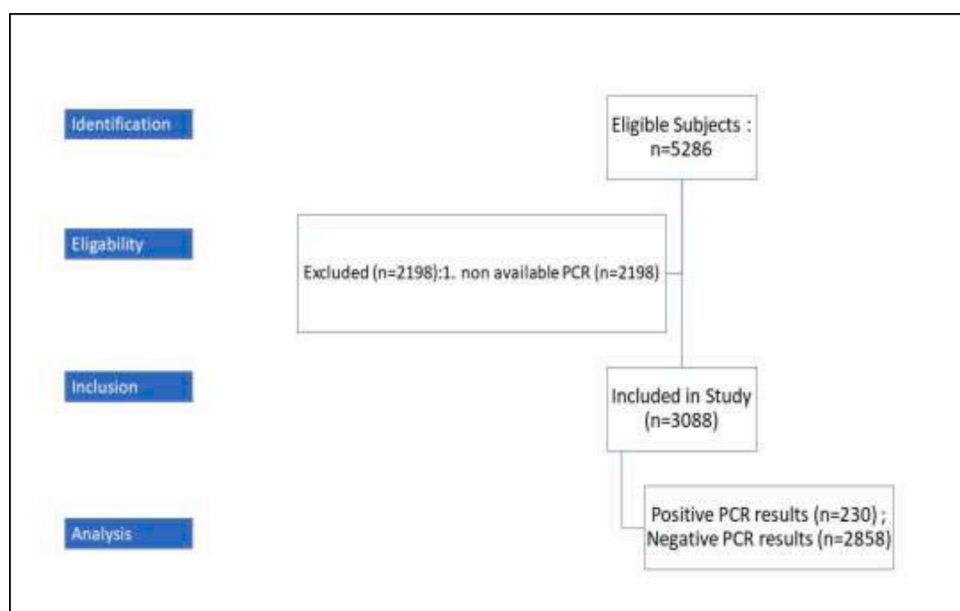 Identification
Eligible Subjects :
n=5286
Eligability
Excluded (n=2198):1. non available PCR (n=2198)
Inclusion
Included in Study
(n=3088)
Analysis
Positive PCR results (n=230) ;
Negative PCR results (n=2858)